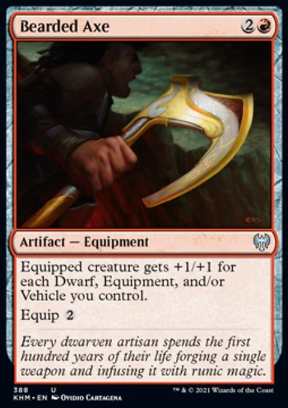 Bearded Axe 2
Artifact — Equipment
Equipped creature gets +1/+1 for
each Dwarf, Equipment, and/or
Vehicle you control.
Equip 2
Every dwarven artisan spends the first
hundred years of their life forging a single
weapon and infusing it with runic magic.
388 U
KHM • EN OVIDIO CARTAGENA
™ & © 2021 Wizards of the Coast